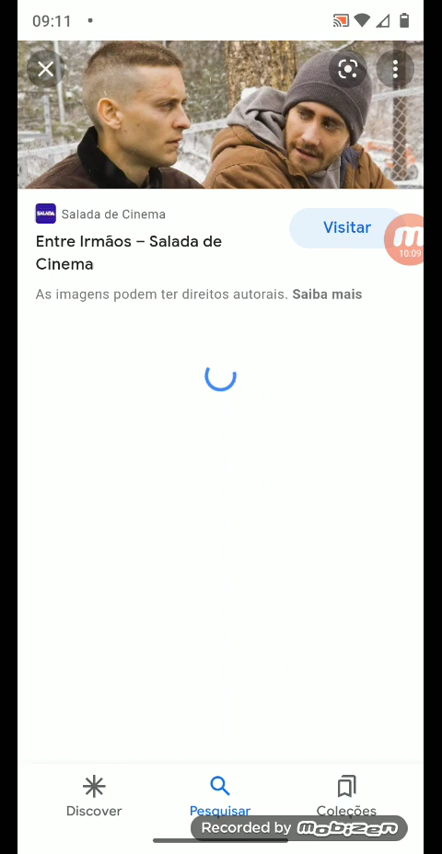 09:11
SALADA
Salada de Cinema
Visitar
Entre Irmãos – Salada de
Cinema
10:09
As imagens podem ter direitos autorais. Saiba mais
Discover
Pesquisar
Coleções
Recorded by mobizen